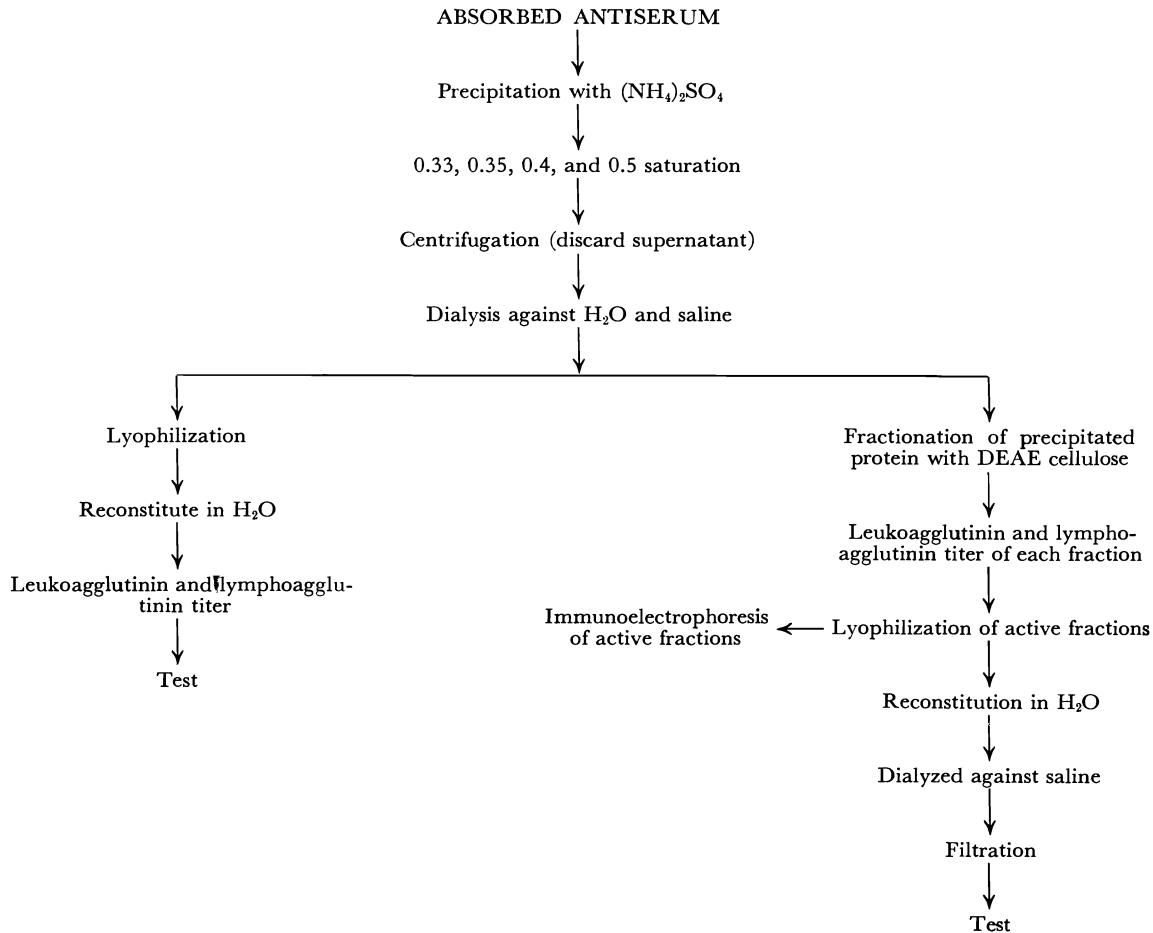 ABSORBED ANTISERUM
Precipitation with (NH₄)₂SO₄
0.33, 0.35, 0.4, and 0.5 saturation
Centrifugation (discard supernatant)
Dialysis against H₂O and saline
Lyophilization
Reconstitute in H₂O
Leukoagglutinin and lymphoagglu-
tinin titer
Test
Fractionation of precipitated
protein with DEAE cellulose
Leukoagglutinin and lympho-
agglutinin titer of each fraction
Immunoelectrophoresis
of active fractions
Lyophilization of active fractions
Reconstitution in H₂O
Dialyzed against saline
Filtration
Test